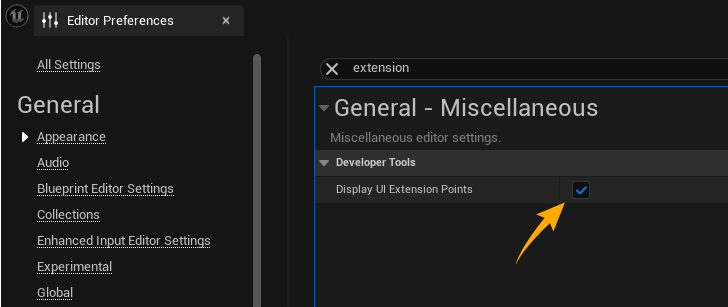 Editor Preferences
All Settings
General
Appearance
Audio
Blueprint Editor Settings
Collections
Enhanced Input Editor Settings
Experimental
Global
extension
General - Miscellaneous
Miscellaneous editor settings.
Developer Tools
Display UI Extension Points